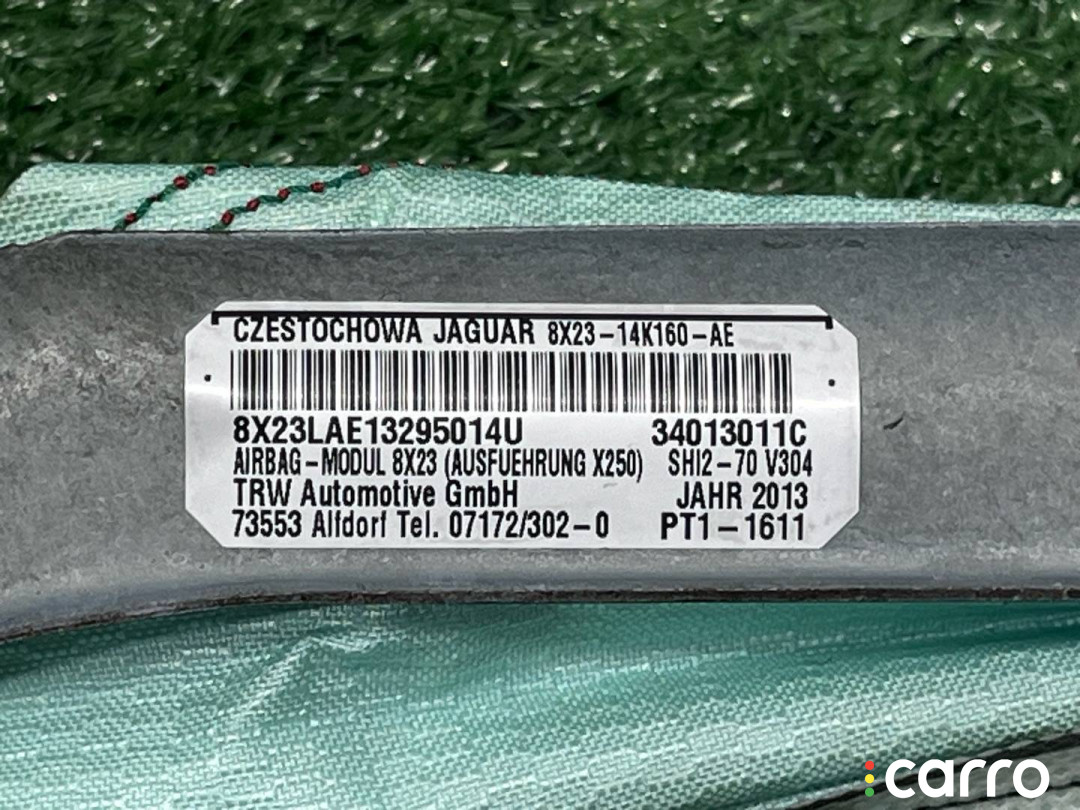 CZESTOCHOWA JAGUAR 8X23-14K160-AE
8X23LAE13295014U 34013011C
AIRBAG-MODUL 8X23 (AUSFUEHRUNG X250) SHI2-70 V304
TRW Automotive GmbH JAHR 2013
73553 Alfdorf Tel. 07172/302-0 PT1-1611
carro